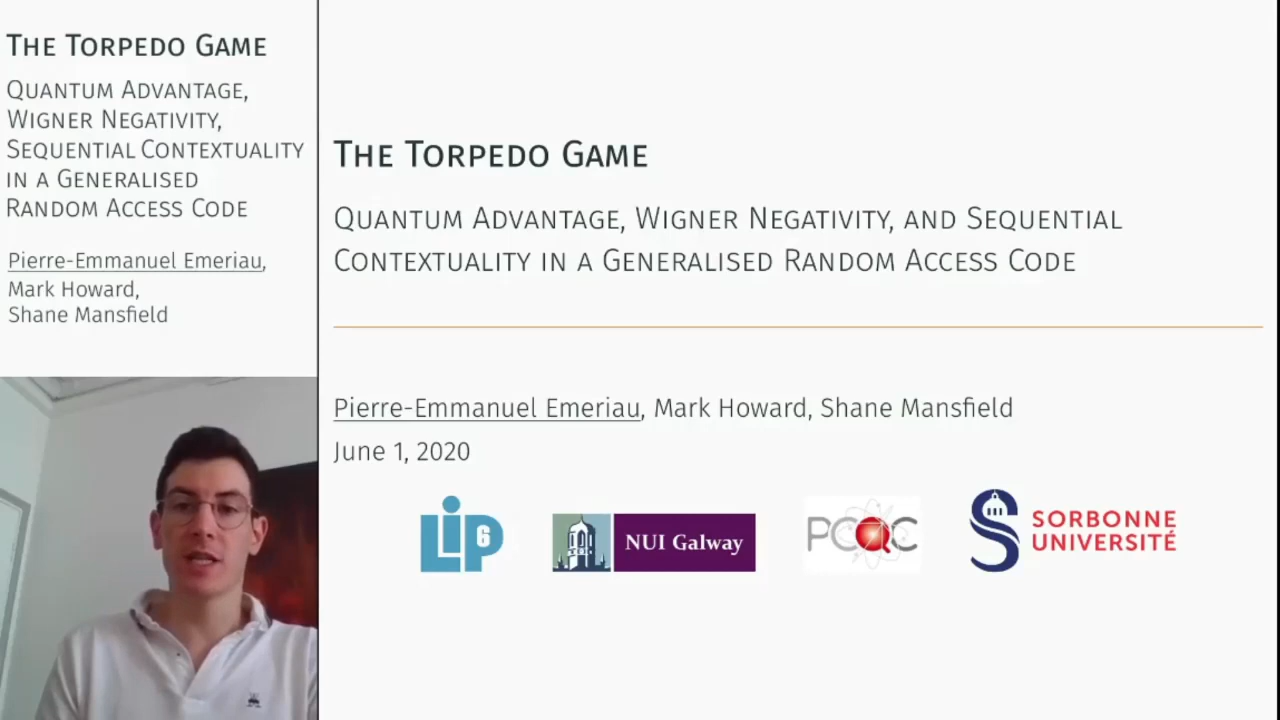 THE TORPEDO GAME
QUANTUM ADVANTAGE,
WIGNER NEGATIVITY,
SEQUENTIAL CONTEXTUALITY
IN A GENERALISED
RANDOM ACCESS CODE
Pierre-Emmanuel Emeriau,
Mark Howard,
Shane Mansfield
THE TORPEDO GAME
QUANTUM ADVANTAGE, WIGNER NEGATIVITY, AND SEQUENTIAL
CONTEXTUALITY IN A GENERALISED RANDOM ACCESS CODE
Pierre-Emmanuel Emeriau, Mark Howard, Shane Mansfield
June 1, 2020
LIP6
NUI Galway
PCQC
SORBONNE
UNIVERSITÉ